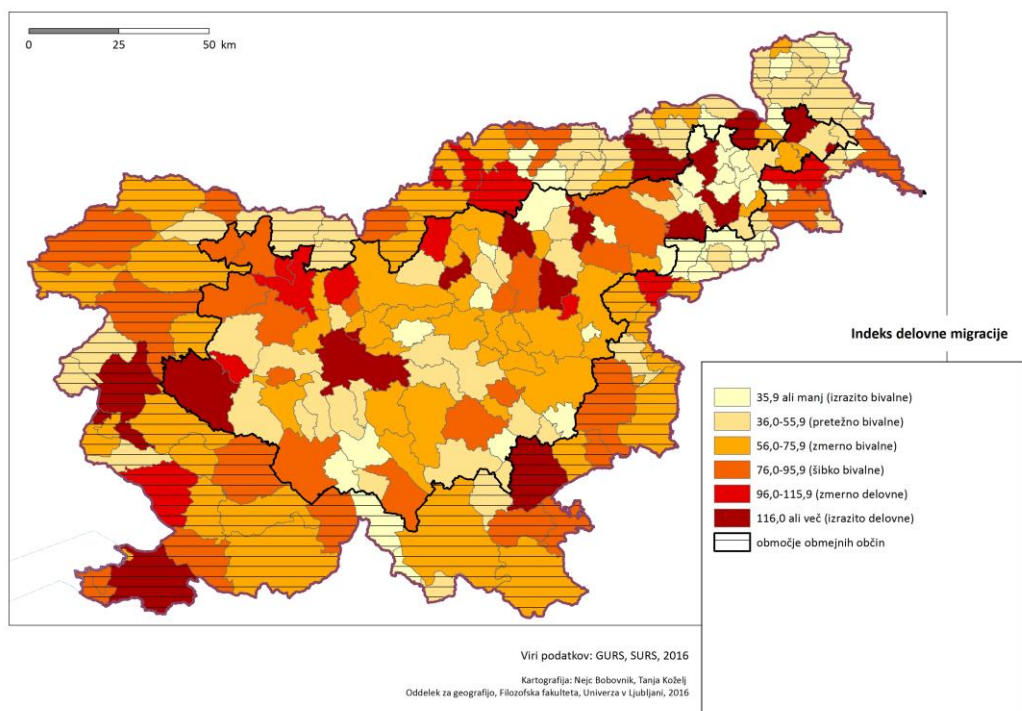 0 25 50 km
Indeks delovne migracije
35,9 ali manj (izrazito bivalne)
36,0-55,9 (pretežno bivalne)
56,0-75,9 (zmerno bivalne)
76,0-95,9 (šibko bivalne)
96,0-115,9 (zmerno delovne)
116,0 ali več (izrazito delovne)
območje obmejnih občin
Viri podatkov: GURS, SURS, 2016
Kartografija: Nejc Bobovnik, Tanja Koželj
Oddelek za geografijo, Filozofska fakulteta, Univerza v Ljubljani, 2016